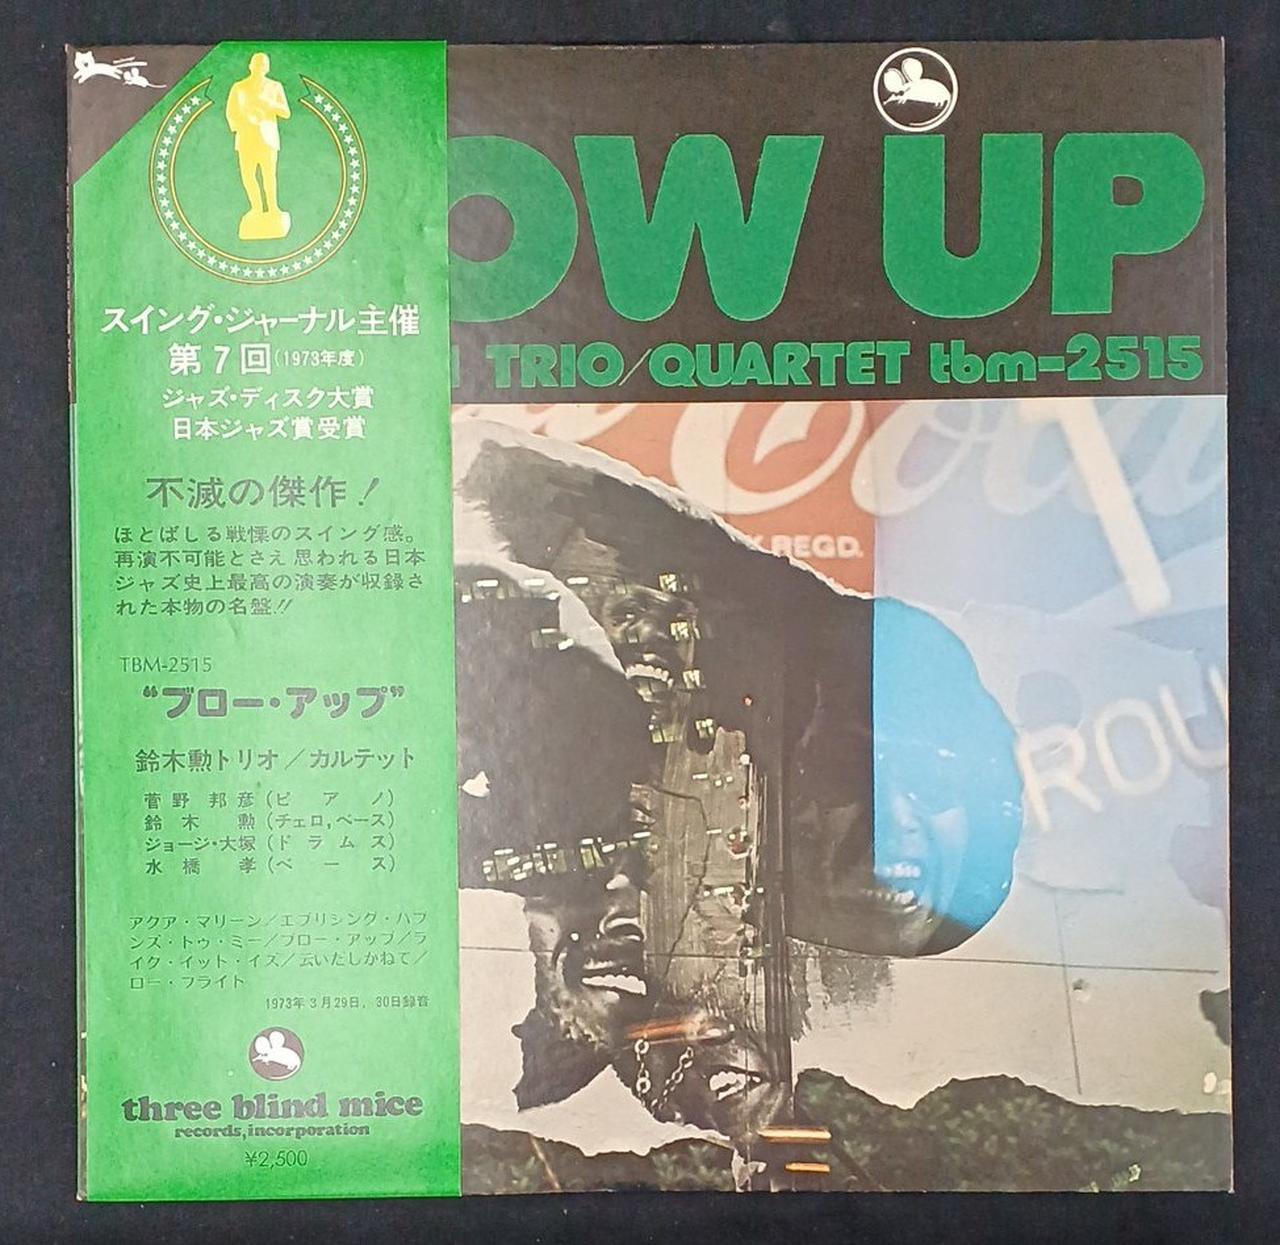 スイング・ジャーナル主催
第7回(1973年度)
ジャズ・ディスク大賞
日本ジャズ賞受賞
不滅の傑作！
ほとばしる戦慄のスイング感。
再演不可能とさえ思われる日本
ジャズ史上最高の演奏が収録さ
れた本物の名盤!!
TBM-2515
“ブロー・アップ”
鈴木勲トリオ／カルテット
菅野邦彦(ピアノ)
鈴木勲(チェロ,ベース)
ジョージ・大塚(ドラムス)
水橋孝(ベース)
アクア・マリーン／エブリシング・ハプ
ンズ・トゥ・ミー／ブロー・アップ／ラ
イク・イット・イズ／云いだしかねて／
ロー・フライト
1973年3月29日、30日録音
three blind mice
records, incorporation
¥2,500
OW UP
I TRIO/QUARTET tbm-2515
Co
K REGD.
ROU